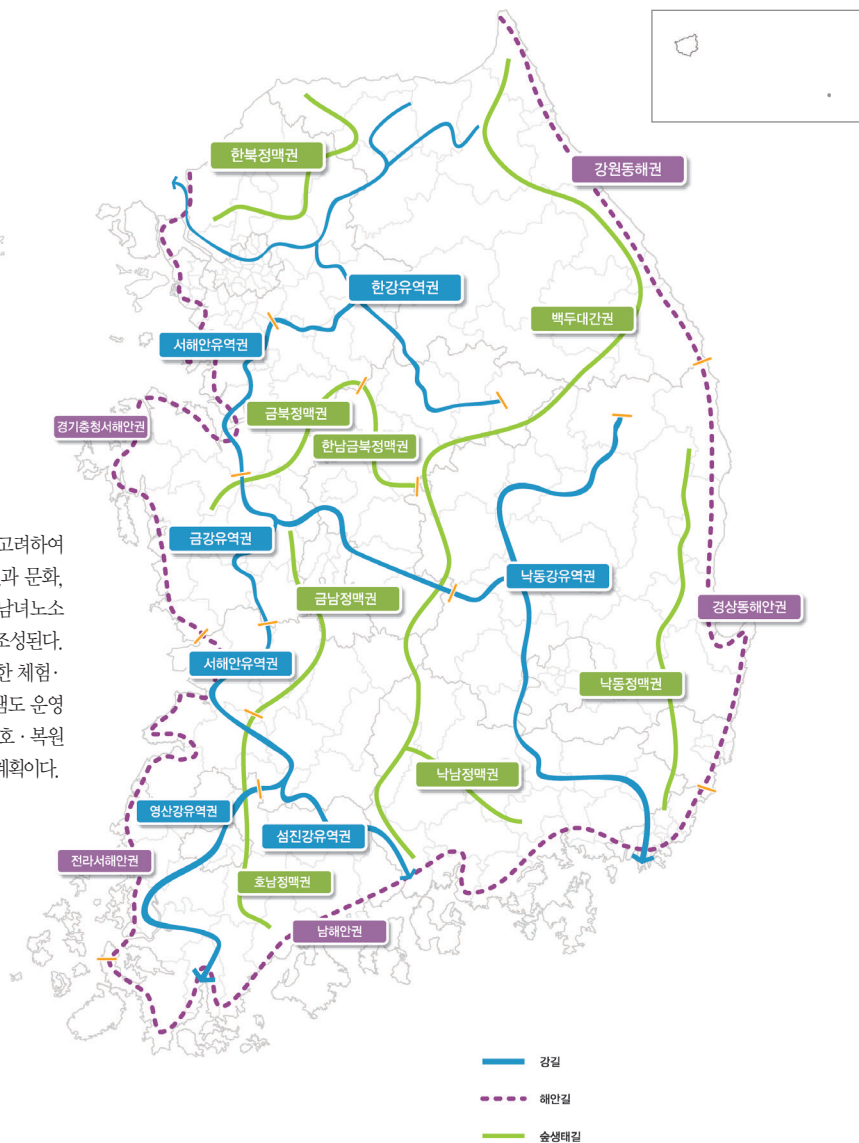 한북정맥권
강원동해권
한강유역권
백두대간권
서해안유역권
금북정맥권
경기충청서해안권
한남금북정맥권
금강유역권
낙동강유역권
금남정맥권
경상동해안권
서해안유역권
낙동정맥권
낙남정맥권
영산강유역권
섬진강유역권
전라서해안권
호남정맥권
남해안권
고려하여
과 문화,
남녀노소
조성된다.
한 체험·
램도 운영
호·복원
계획이다.
강길
해안길
숲생태길